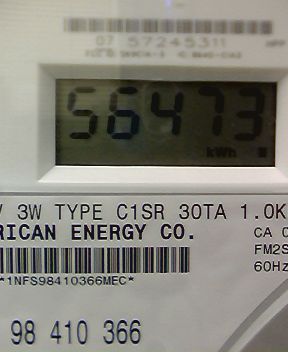 07 57245311
56473
kWh
V 3W TYPE C1SR 30TA 1.0K
RICAN ENERGY CO.
CA 0
FM2S
*1NFS98410366MEC*
60Hz
98 410 366